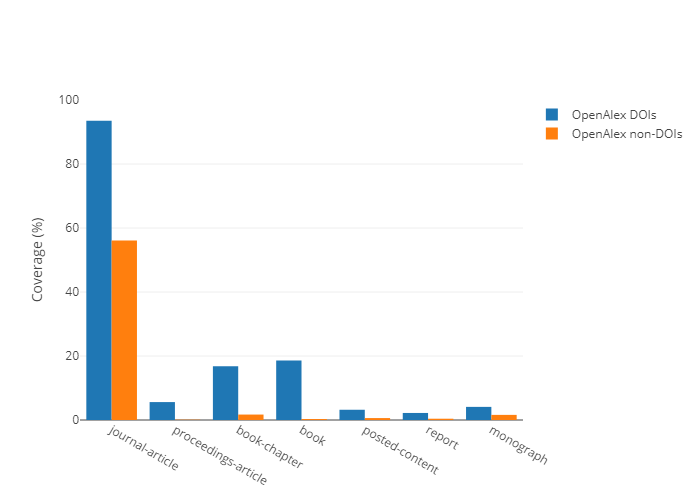 100
80
60
40
20
0
Coverage (%)
journal-article
proceedings-article
book-chapter
book
posted-content
report
monograph
OpenAlex DOIs
OpenAlex non-DOIs